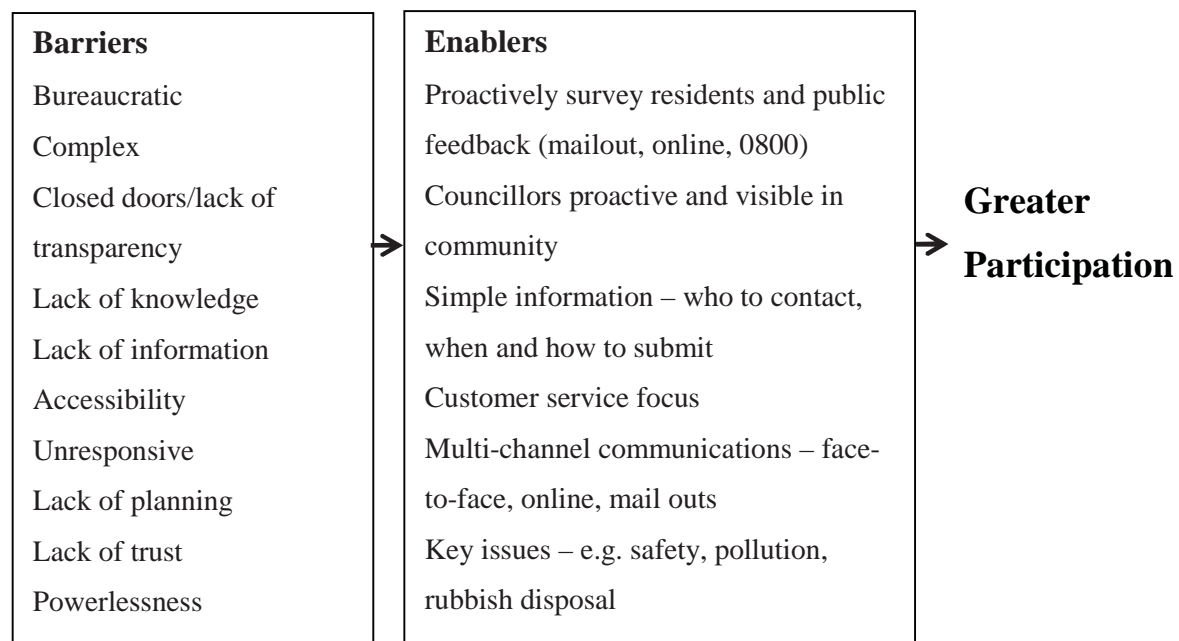 Barriers
Bureaucratic
Complex
Closed doors/lack of
transparency
Lack of knowledge
Lack of information
Accessibility
Unresponsive
Lack of planning
Lack of trust
Powerlessness
Enablers
Proactively survey residents and public
feedback (mailout, online, 0800)
Councillors proactive and visible in
community
Simple information – who to contact,
when and how to submit
Customer service focus
Multi-channel communications – face-
to-face, online, mail outs
Key issues – e.g. safety, pollution,
rubbish disposal
Greater
Participation